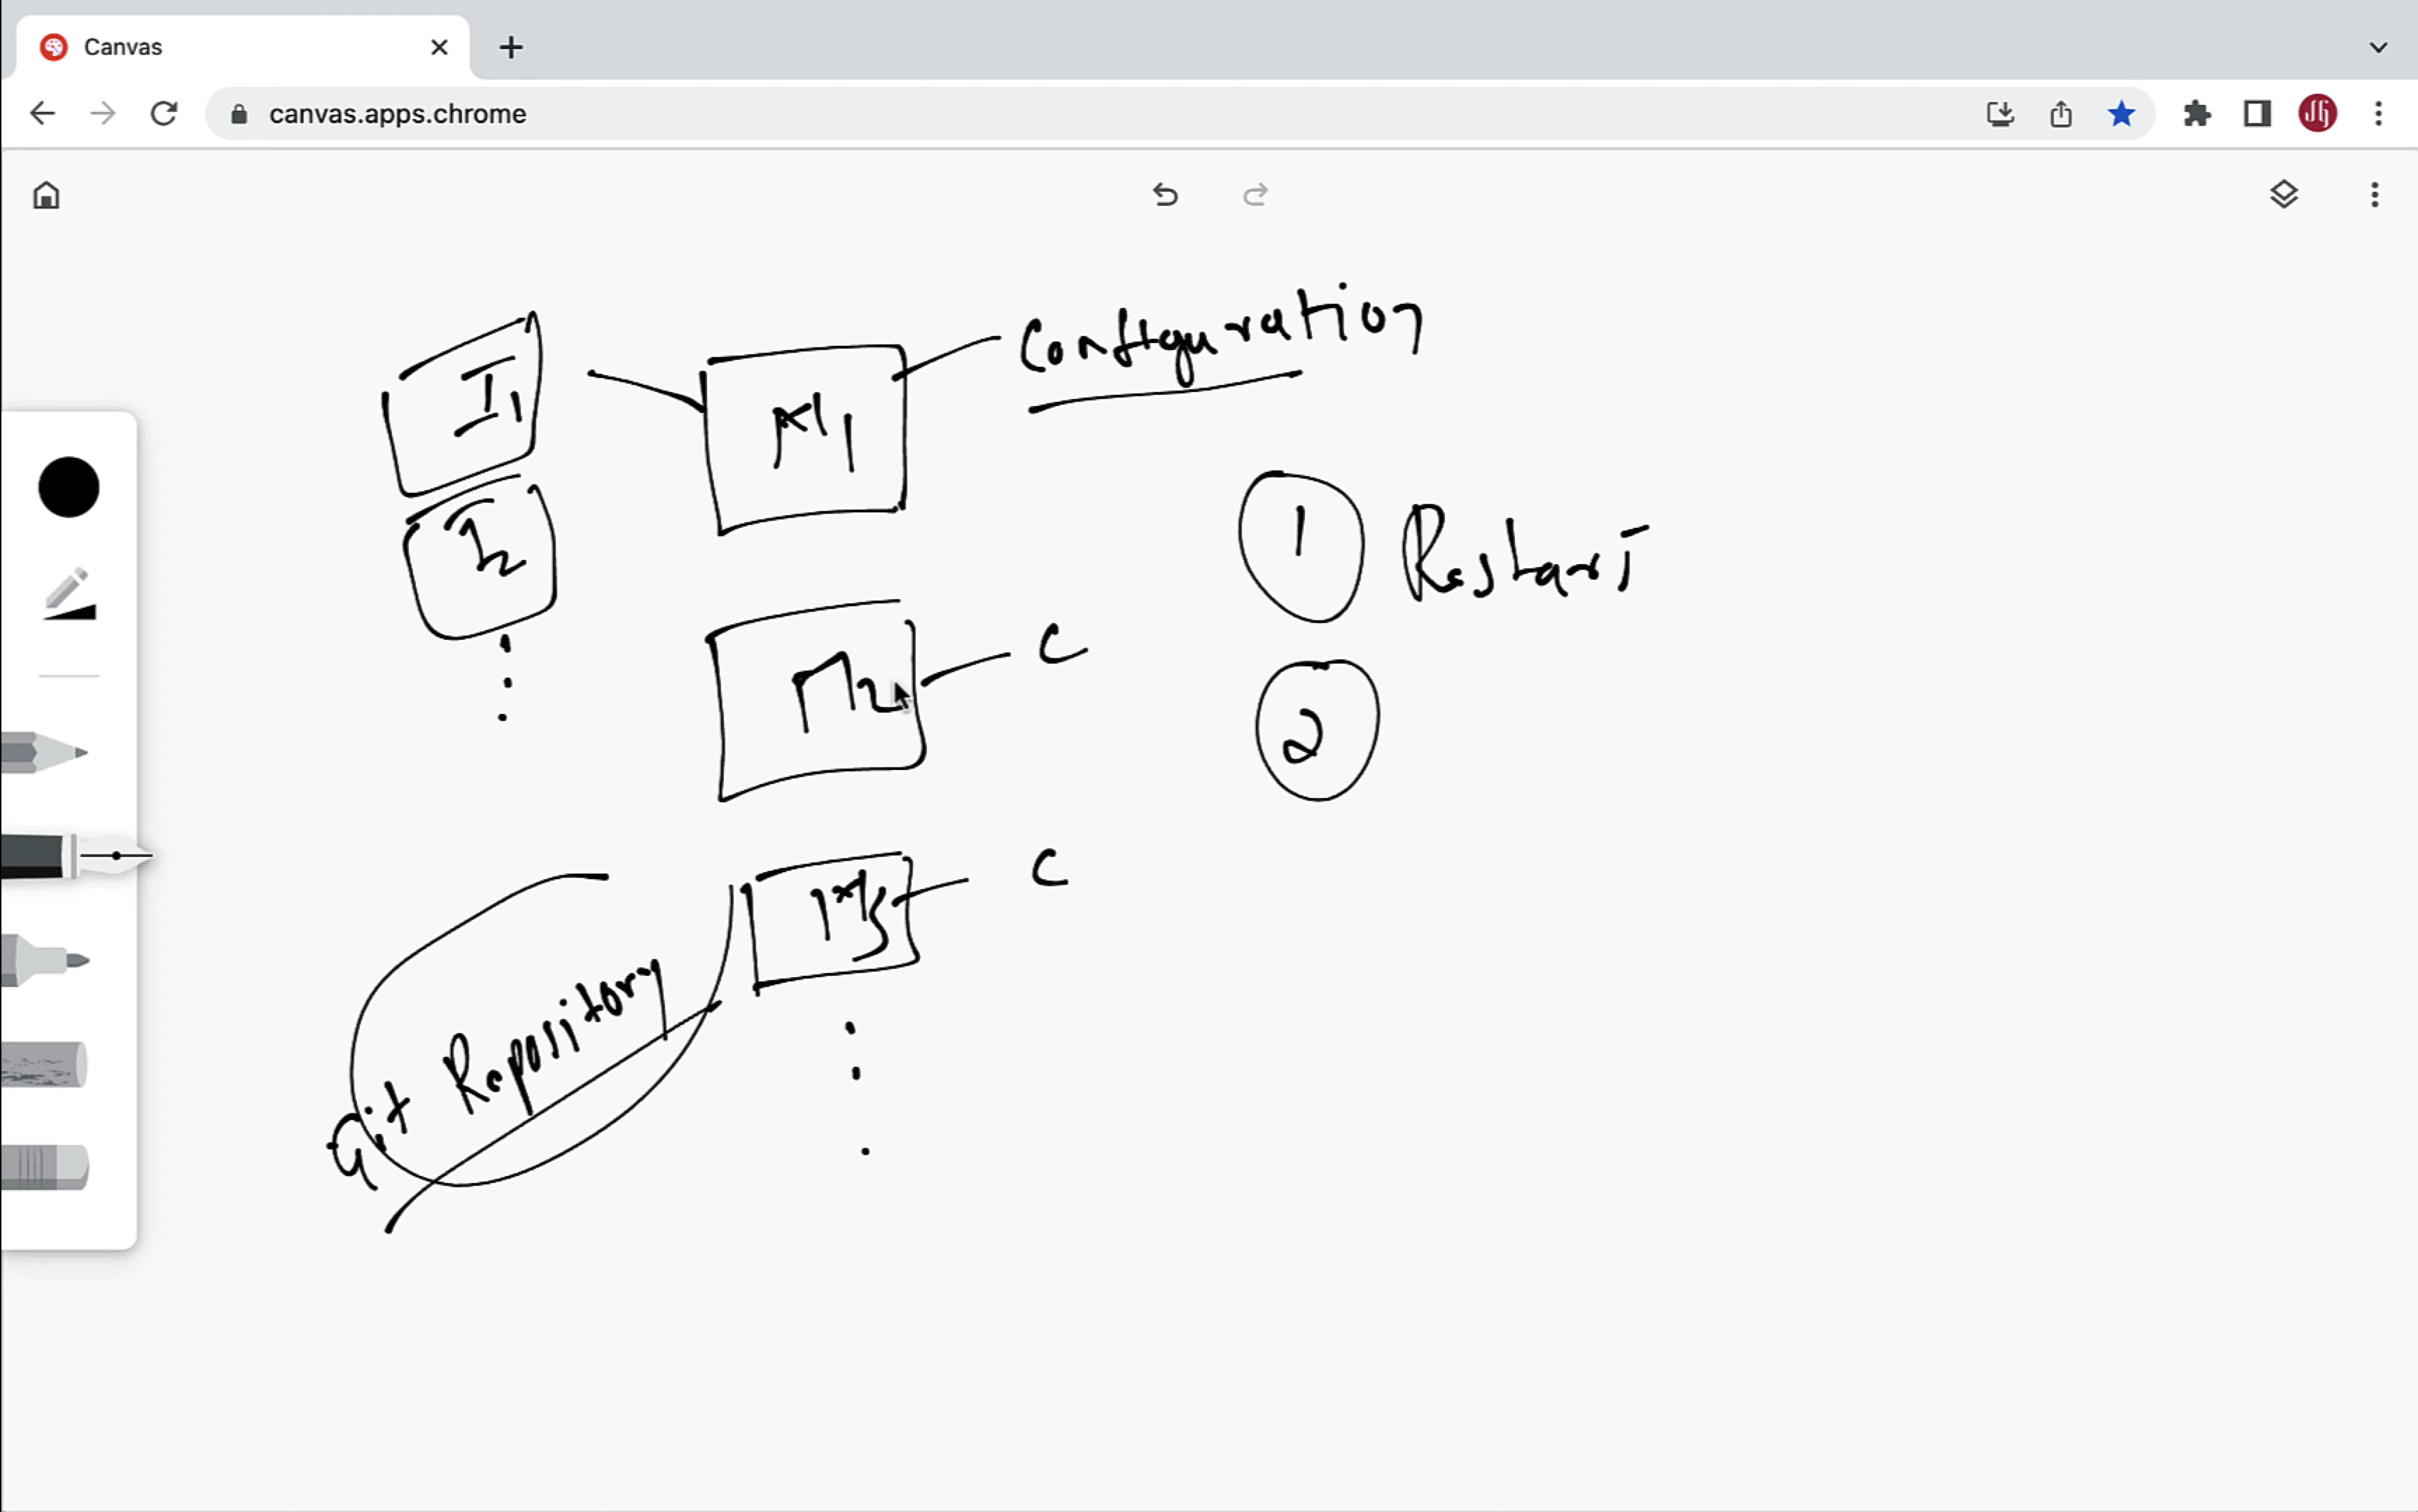 Canvas
canvas.apps.chrome
I1
M1
Configuration
I2
1 Restart
M2
C
2
M3
C
Git Repository